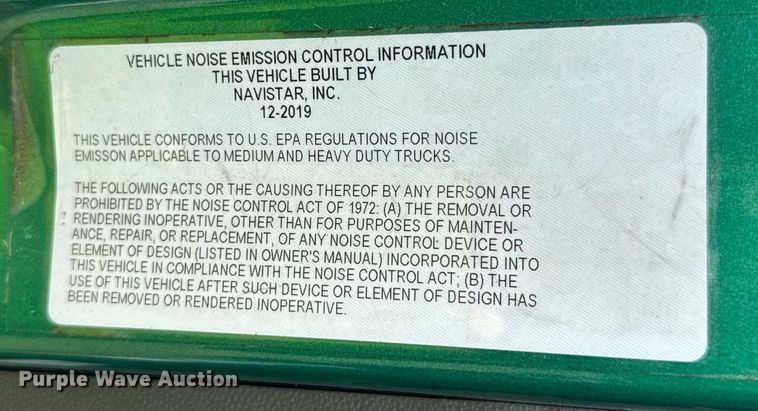 VEHICLE NOISE EMISSION CONTROL INFORMATION
THIS VEHICLE BUILT BY
NAVISTAR, INC.
12-2019
THIS VEHICLE CONFORMS TO U.S. EPA REGULATIONS FOR NOISE
EMISSON APPLICABLE TO MEDIUM AND HEAVY DUTY TRUCKS.
THE FOLLOWING ACTS OR THE CAUSING THEREOF BY ANY PERSON ARE
PROHIBITED BY THE NOISE CONTROL ACT OF 1972: (A) THE REMOVAL OR
RENDERING INOPERATIVE, OTHER THAN FOR PURPOSES OF MAINTEN-
ANCE, REPAIR, OR REPLACEMENT, OF ANY NOISE CONTROL DEVICE OR
ELEMENT OF DESIGN (LISTED IN OWNER'S MANUAL) INCORPORATED INTO
THIS VEHICLE IN COMPLIANCE WITH THE NOISE CONTROL ACT; (B) THE
USE OF THIS VEHICLE AFTER SUCH DEVICE OR ELEMENT OF DESIGN HAS
BEEN REMOVED OR RENDERED INOPERATIVE.
Purple Wave Auction